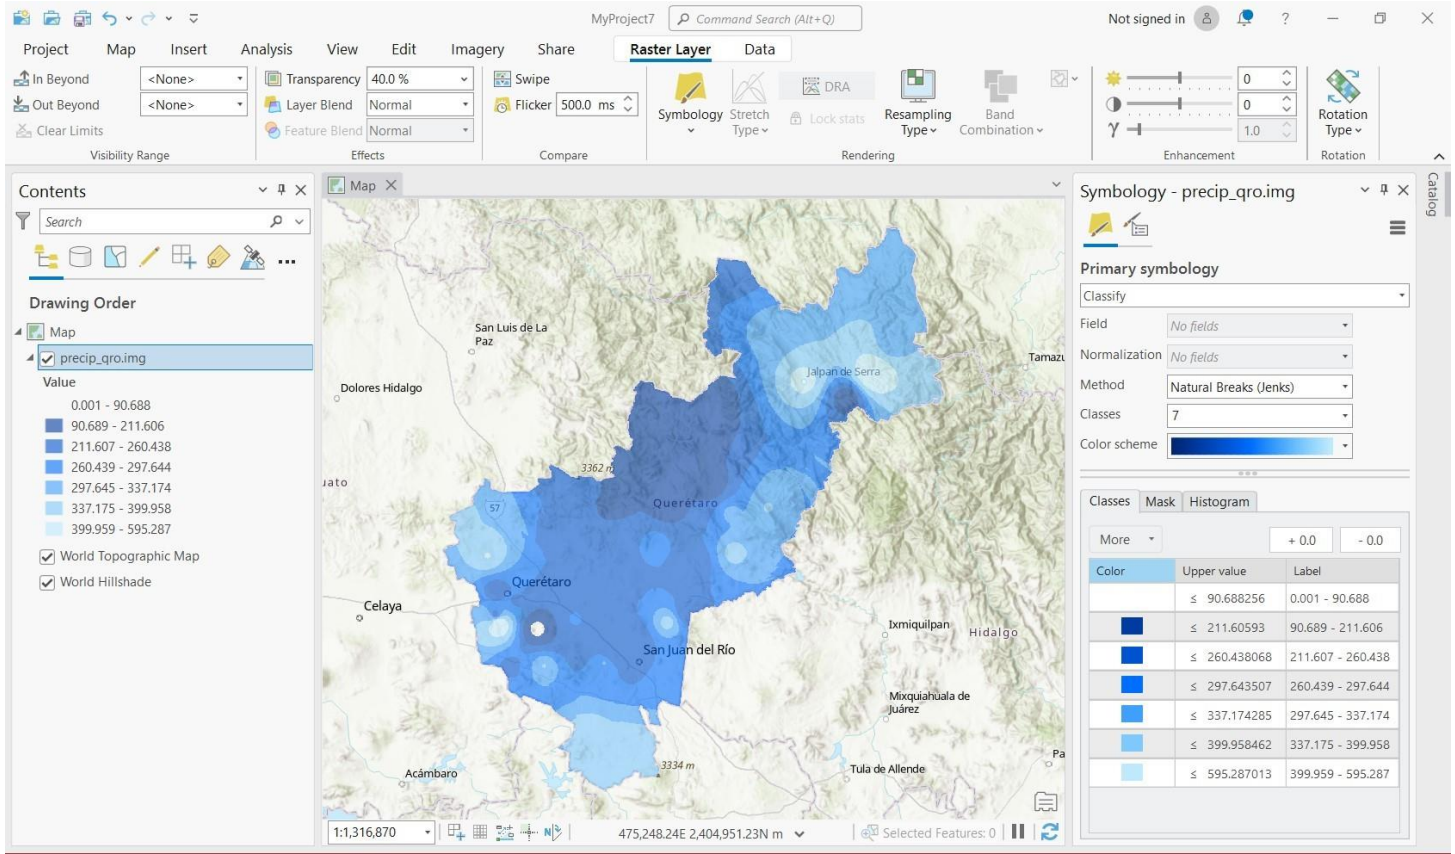 MyProject7
Command Search (Alt+Q)
Not signed in
?
Project Map Insert Analysis View Edit Imagery Share Raster Layer Data
In Beyond <None>
Out Beyond <None>
Clear Limits
Visibility Range
Transparency 40.0 %
Layer Blend Normal
Feature Blend Normal
Effects
Swipe
Flicker 500.0 ms
Compare
Symbology
Stretch Type
DRA
Lock stats
Resampling Type
Band Combination
Rendering
0
0
γ 1.0
Enhancement
Rotation Type
Rotation
Contents
Search
Drawing Order
Map
precip_qro.img
Value
0.001 - 90.688
90.689 - 211.606
211.607 - 260.438
260.439 - 297.644
297.645 - 337.174
337.175 - 399.958
399.959 - 595.287
World Topographic Map
World Hillshade
Map
San Luis de La
Paz
Jalpan de Serra
Tamazu
Dolores Hidalgo
3362 m
uato
57
Querétaro
Querétaro
Celaya
Ixmiquilpan
Hidalgo
San Juan del Río
Mixquiahuala de
Juárez
Pa
3334 m
Tula de Allende
Acámbaro
1:1,316,870
475,248.24E 2,404,951.23N m
Selected Features: 0
Symbology - precip_qro.img
Catalog
Primary symbology
Classify
Field No fields
Normalization No fields
Method Natural Breaks (Jenks)
Classes 7
Color scheme
Classes Mask Histogram
More + 0.0 - 0.0
Color Upper value Label
≤ 90.688256 0.001 - 90.688
≤ 211.60593 90.689 - 211.606
≤ 260.438068 211.607 - 260.438
≤ 297.643507 260.439 - 297.644
≤ 337.174285 297.645 - 337.174
≤ 399.958462 337.175 - 399.958
≤ 595.287013 399.959 - 595.287